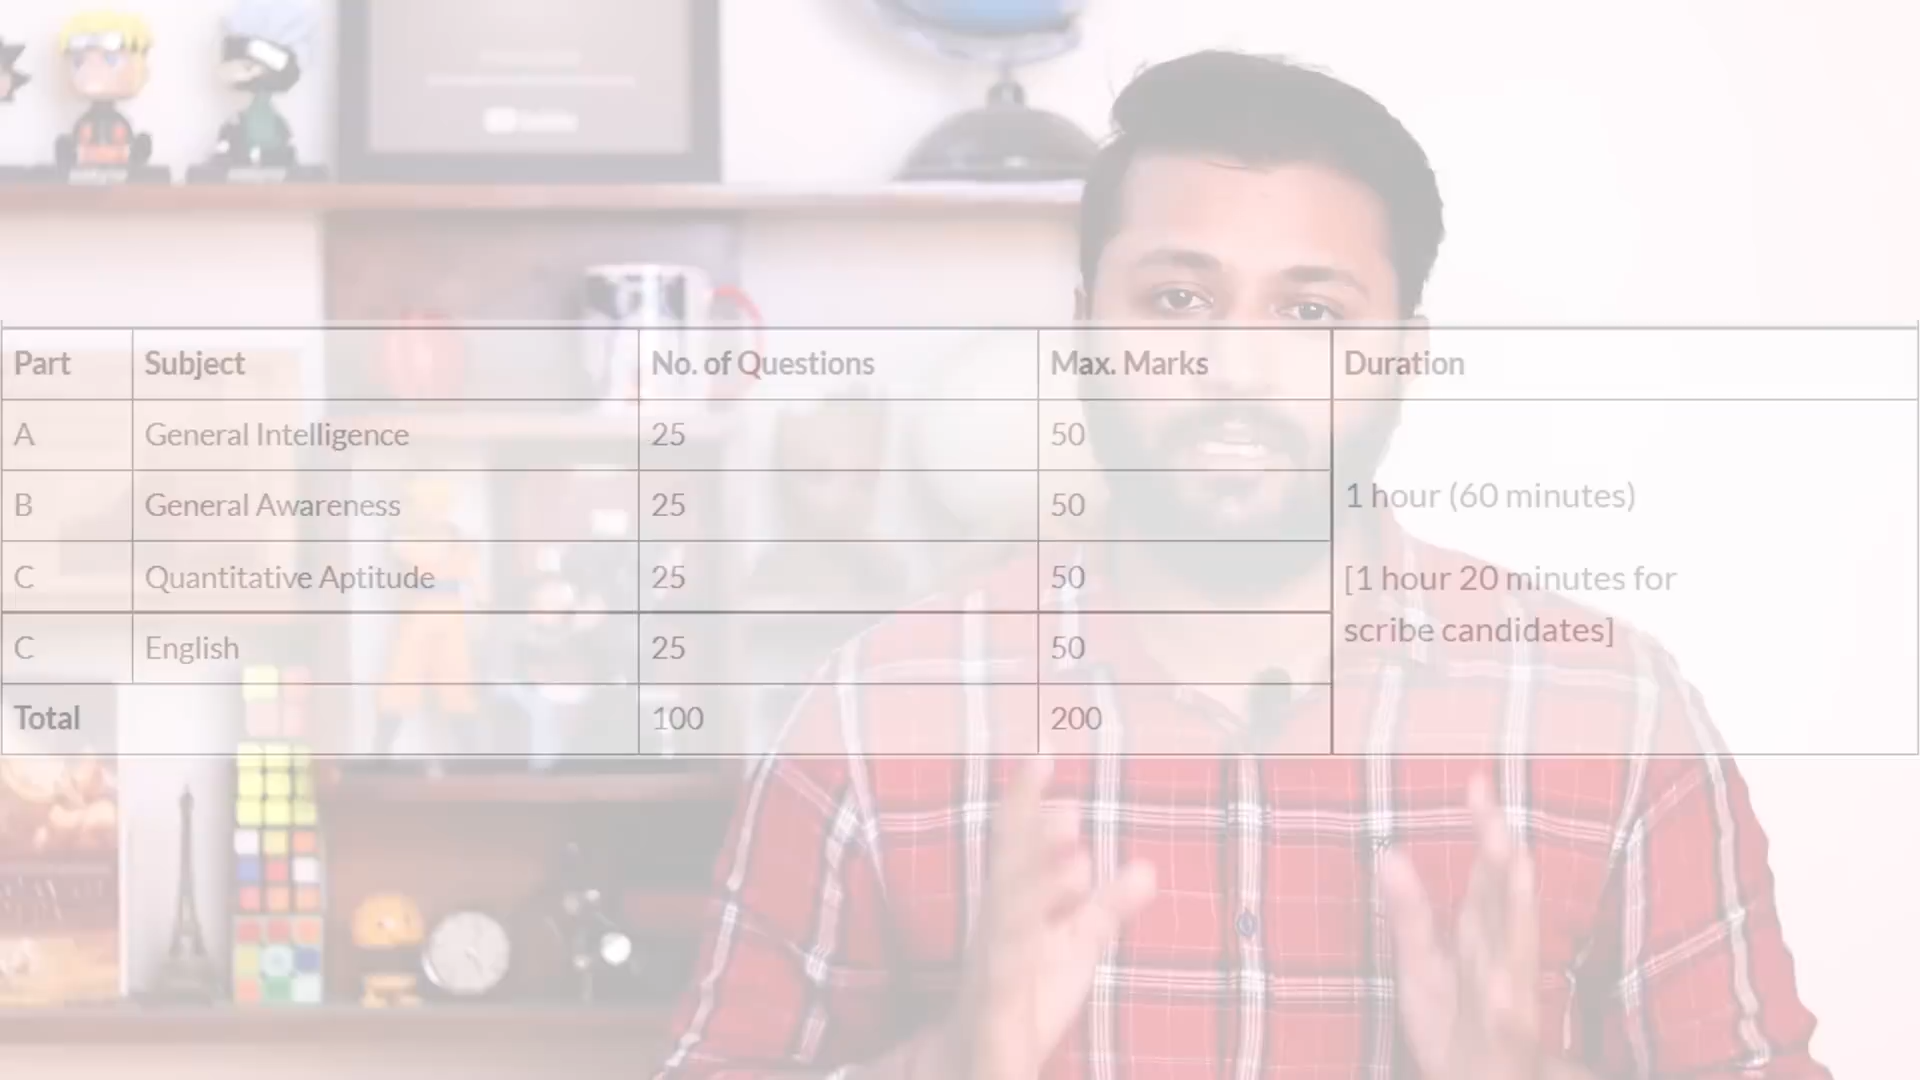 Part Subject No. of Questions Max. Marks Duration
A General Intelligence 25 50
B General Awareness 25 50
1 hour (60 minutes)
C Quantitative Aptitude 25 50
[1 hour 20 minutes for
scribe candidates]
C English 25 50
Total 100 200